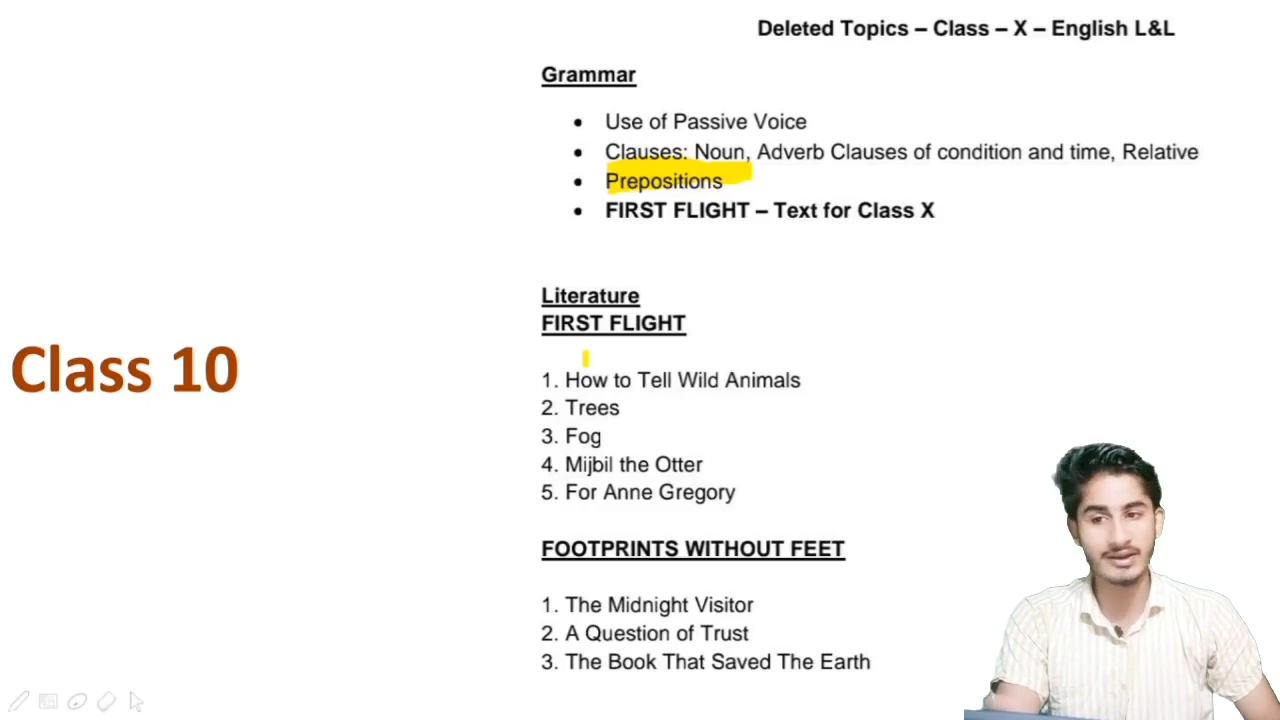 Deleted Topics – Class – X – English L&L
Grammar
• Use of Passive Voice
• Clauses: Noun, Adverb Clauses of condition and time, Relative
• Prepositions
• FIRST FLIGHT – Text for Class X
Literature
FIRST FLIGHT
Class 10
1. How to Tell Wild Animals
2. Trees
3. Fog
4. Mijbil the Otter
5. For Anne Gregory
FOOTPRINTS WITHOUT FEET
1. The Midnight Visitor
2. A Question of Trust
3. The Book That Saved The Earth